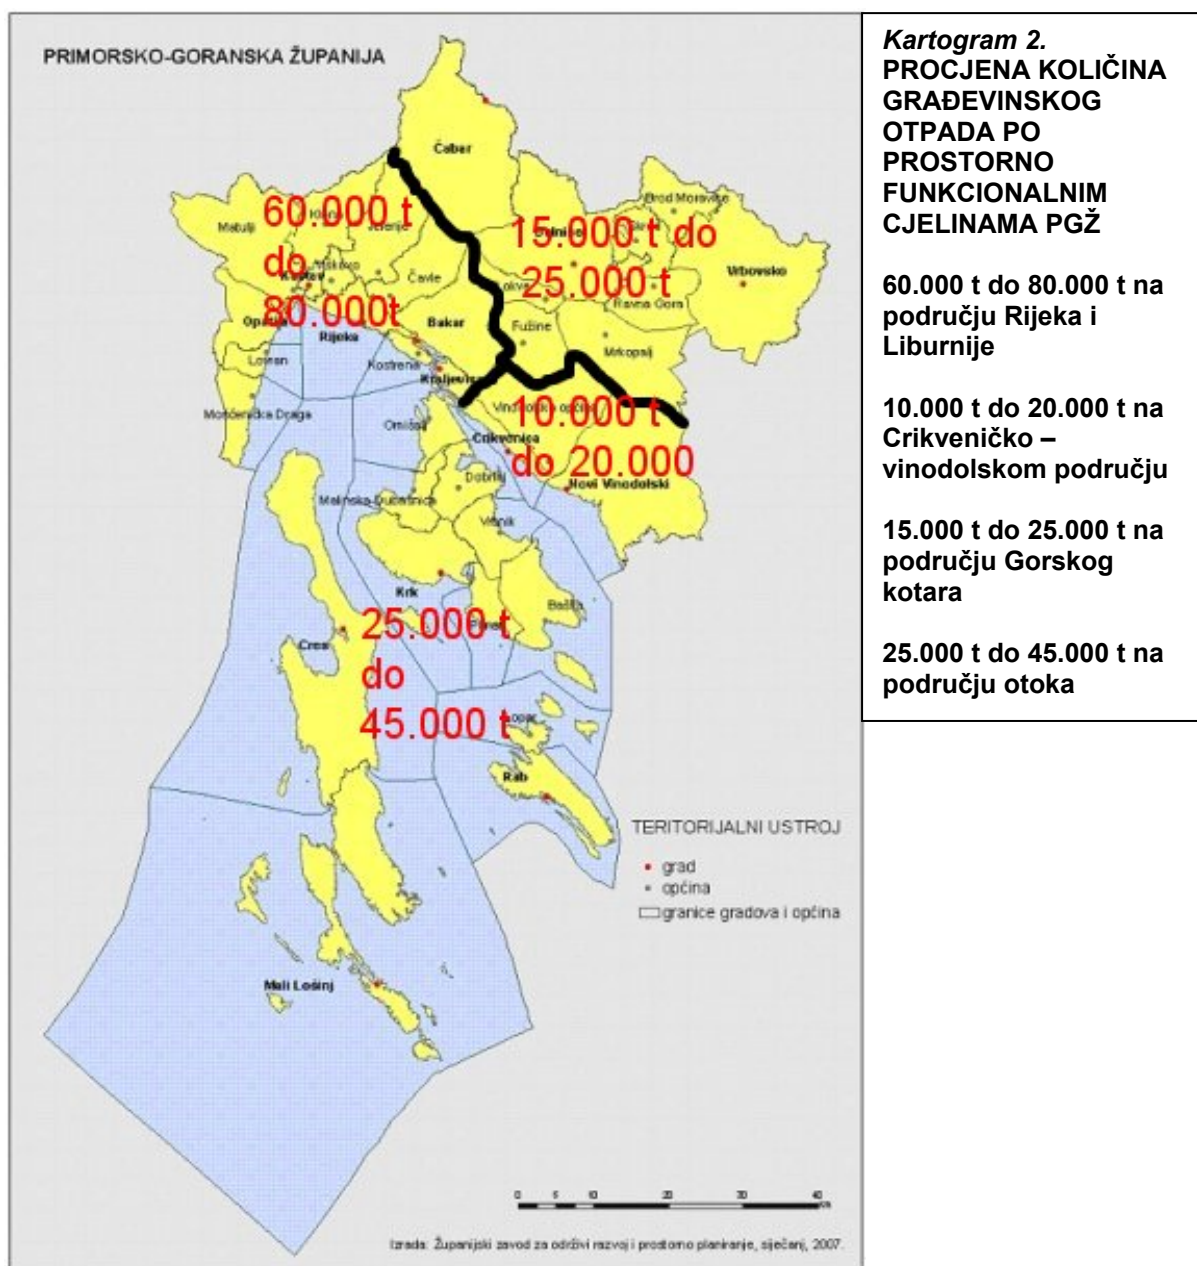 PRIMORSKO-GORANSKA ŽUPANIJA
Čabar
60.000 t
do
80.000t
Matulji
Čavle
Bakar
Rijeka
Kostrena
Lovran
Mošćenička Draga
15.000 t do
25.000 t
Brod Moravice
Vrbovsko
Ravna Gora
Fužine
Mrkopalj
10.000 t
do 20.000
Crikvenica
Novi Vinodolski
Omišalj
Dobrinj
Malinska-Dubašnica
Vrbnik
Krk
Baška
Cres
25.000 t
do
45.000 t
Rab
Mali Lošinj
TERITORIJALNI USTROJ
grad
općina
granice gradova i općina
0 5 10 20 30 40
km
Izrada: Županijski zavod za održivi razvoj i prostorno planiranje, siječanj, 2007.
Kartogram 2.
PROCJENA KOLIČINA
GRAĐEVINSKOG
OTPADA PO
PROSTORNO
FUNKCIONALNIM
CJELINAMA PGŽ
60.000 t do 80.000 t na
području Rijeka i
Liburnije
10.000 t do 20.000 t na
Crikveničko –
vinodolskom području
15.000 t do 25.000 t na
području Gorskog
kotara
25.000 t do 45.000 t na
području otoka